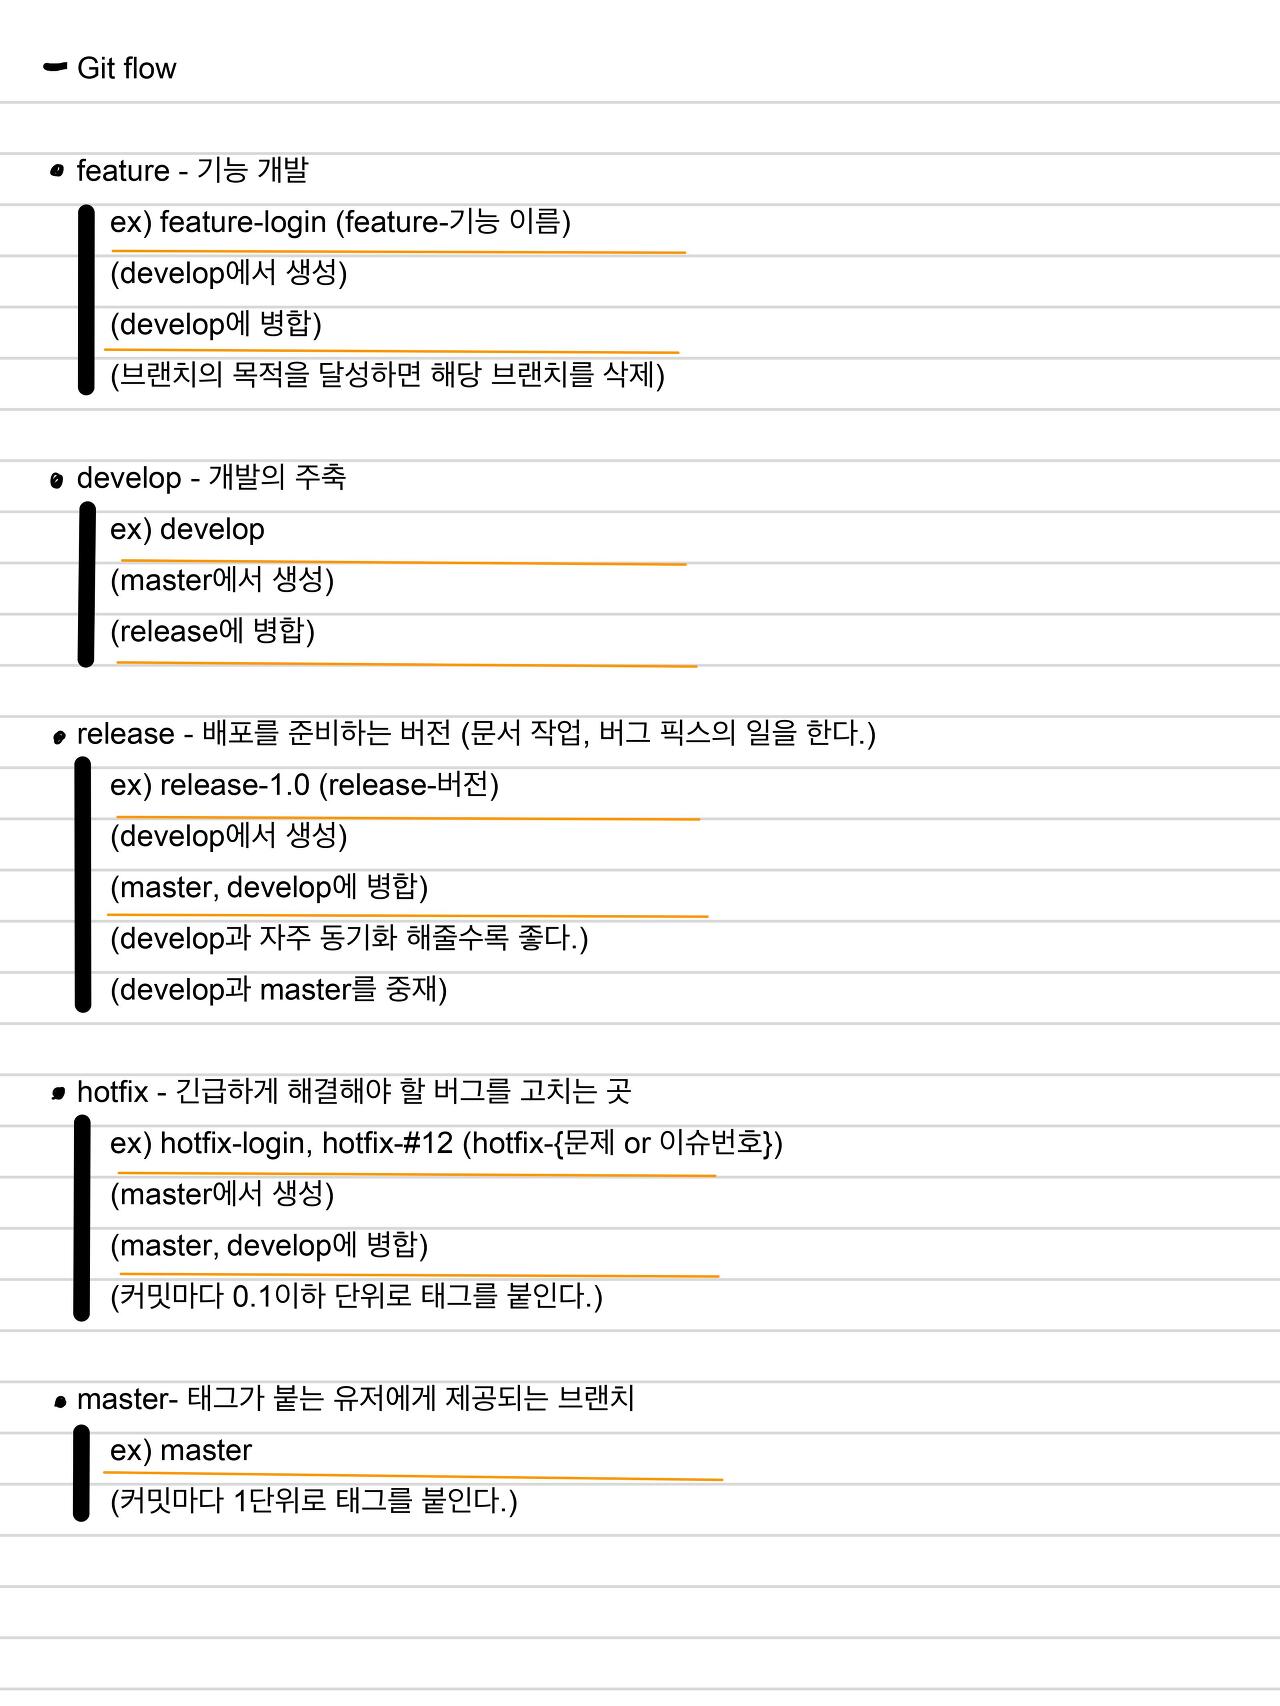 - Git flow
• feature - 기능 개발
ex) feature-login (feature-기능 이름)
(develop에서 생성)
(develop에 병합)
(브랜치의 목적을 달성하면 해당 브랜치를 삭제)
• develop - 개발의 주축
ex) develop
(master에서 생성)
(release에 병합)
• release - 배포를 준비하는 버전 (문서 작업, 버그 픽스의 일을 한다.)
ex) release-1.0 (release-버전)
(develop에서 생성)
(master, develop에 병합)
(develop과 자주 동기화 해줄수록 좋다.)
(develop과 master를 중재)
• hotfix - 긴급하게 해결해야 할 버그를 고치는 곳
ex) hotfix-login, hotfix-#12 (hotfix-{문제 or 이슈번호})
(master에서 생성)
(master, develop에 병합)
(커밋마다 0.1이하 단위로 태그를 붙인다.)
• master- 태그가 붙는 유저에게 제공되는 브랜치
ex) master
(커밋마다 1단위로 태그를 붙인다.)